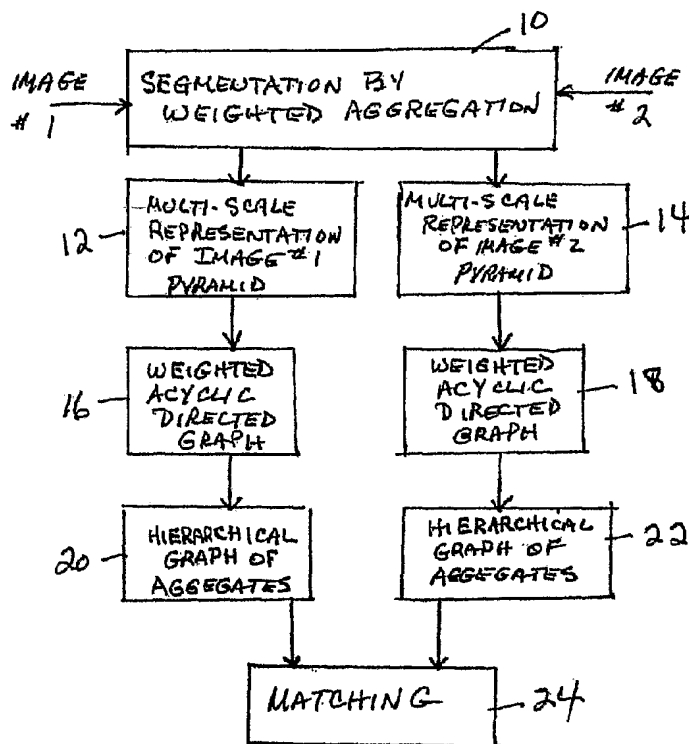 10
IMAGE
# 1
SEGMENTATION BY
WEIGHTED AGGREGATION
IMAGE
# 2
12
MULTI-SCALE
REPRESENTATION
OF IMAGE #1
PYRAMID
MULTI-SCALE
REPRESENTATION
OF IMAGE #2
PYRAMID
14
16
WEIGHTED
ACYCLIC
DIRECTED
GRAPH
WEIGHTED
ACYCLIC
DIRECTED
GRAPH
18
20
HIERARCHICAL
GRAPH OF
AGGEGATES
HIERARCHICAL
GRAPH OF
AGGEGATES
22
MATCHING
24